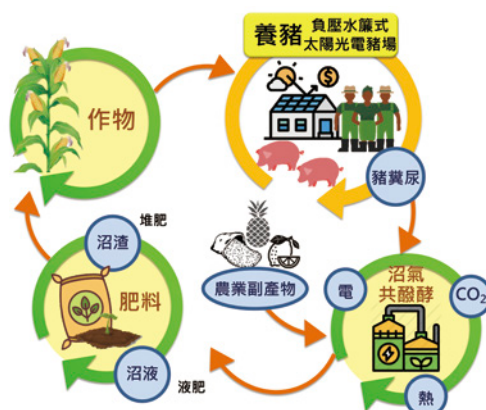 養豬 負壓水簾式
太陽光電豬場
作物
豬糞尿
堆肥
沼渣
農業副產物
沼氣
共醱酵
電
CO₂
肥料
沼液
液肥
熱